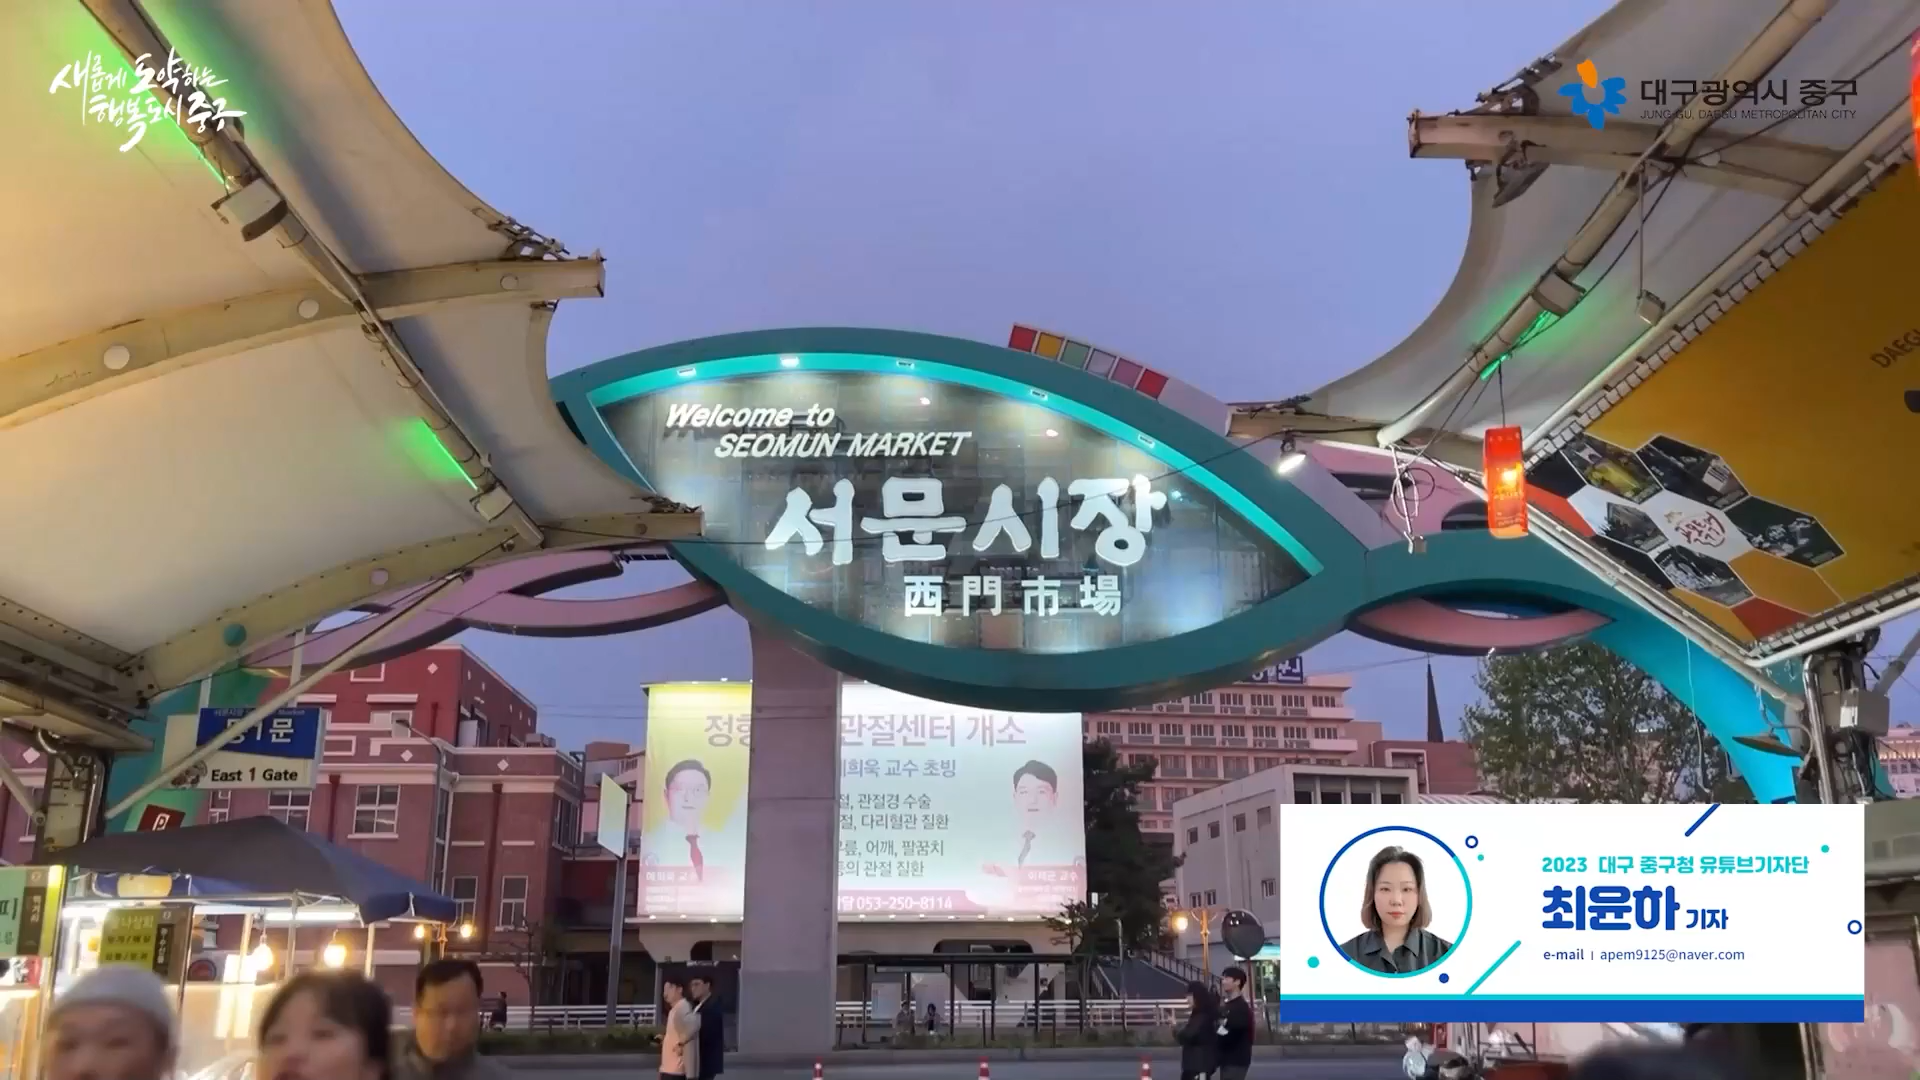 새롭게 도약하는
행복도시 중구
대구광역시 중구
JUNG-GU, DAEGU METROPOLITAN CITY
Welcome to
SEOMUN MARKET
서문시장
西門市場
동1문
East 1 Gate
관절센터 개소
희욱 교수 초빙
관절경 수술
다리혈관 질환
어깨, 팔꿈치
의 관절 질환
053-250-8114
2023 대구 중구청 유튜브기자단
최윤하 기자
e-mail | apem9125@naver.com